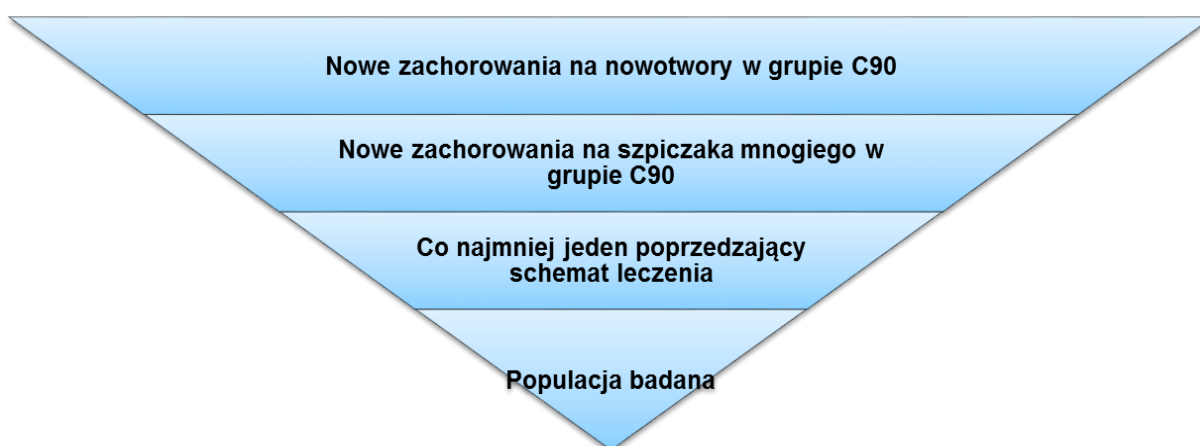 Nowe zachorowania na nowotwory w grupie C90
Nowe zachorowania na szpiczaka mnogiego w
grupie C90
Co najmniej jeden poprzedzający
schemat leczenia
Populacja badana